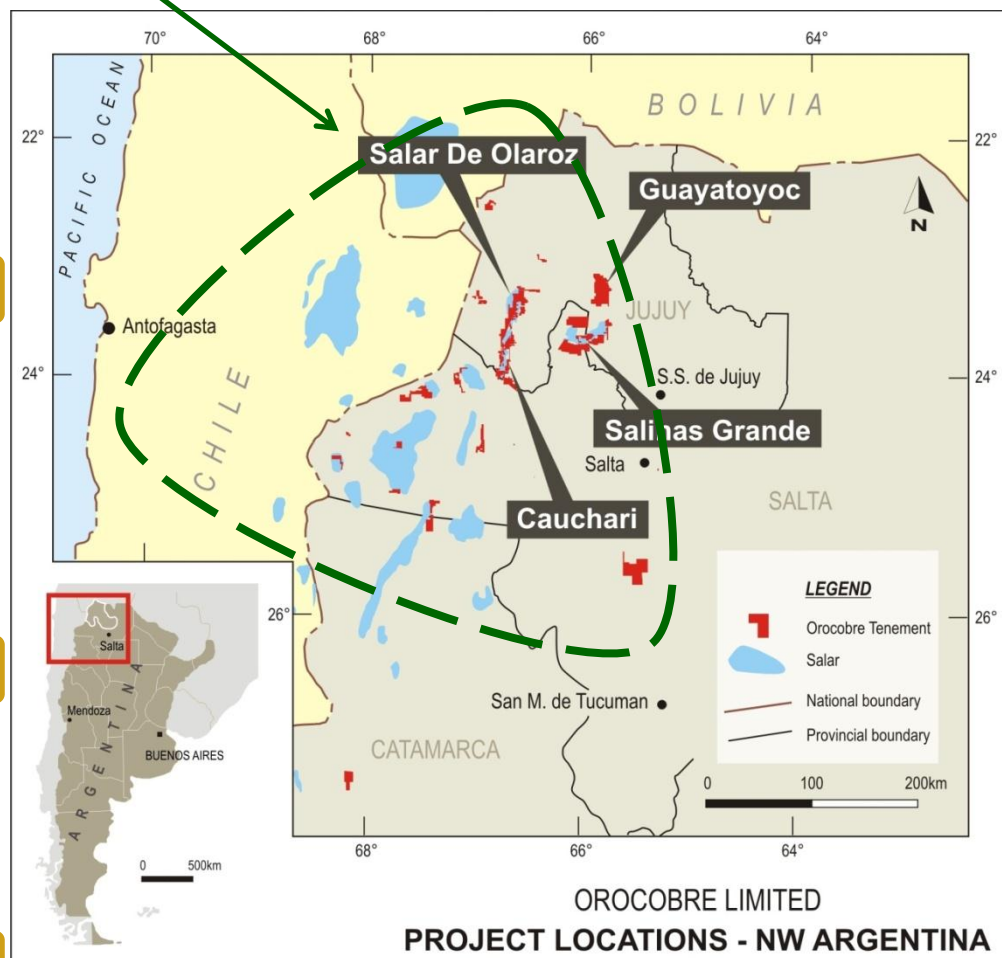 70°
68°
66°
64°
BOLIVIA
PACIFIC OCEAN
22°
22°
Salar De Olaroz
Guayatoyoc
N
JUJUY
Antofagasta
24°
24°
S.S. de Jujuy
CHILE
Salinas Grande
Salta
Cauchari
SALTA
LEGEND
Orocobre Tenement
Salar
National boundary
Provincial boundary
26°
26°
San M. de Tucuman
CATAMARCA
0 100 200km
68°
66°
64°
Salta
Mendoza
BUENOS AIRES
ARGENTINA
0 500km
OROCOBRE LIMITED
PROJECT LOCATIONS - NW ARGENTINA